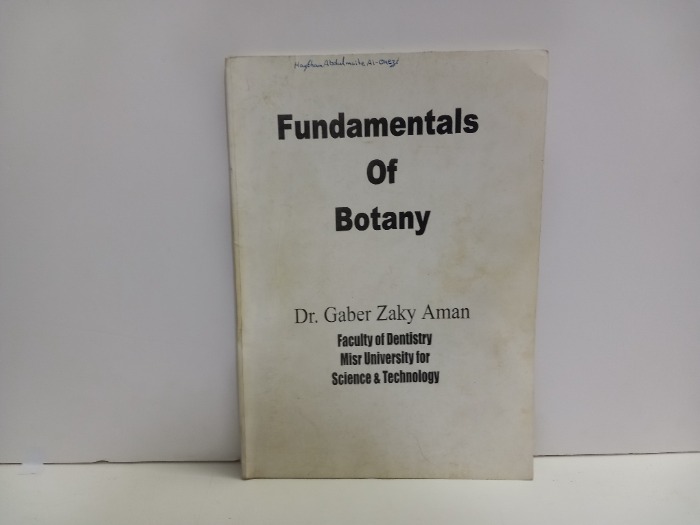 Fundamentals
Of
Botany
Dr. Gaber Zaky Aman
Faculty of Dentistry
Misr University for
Science & Technology